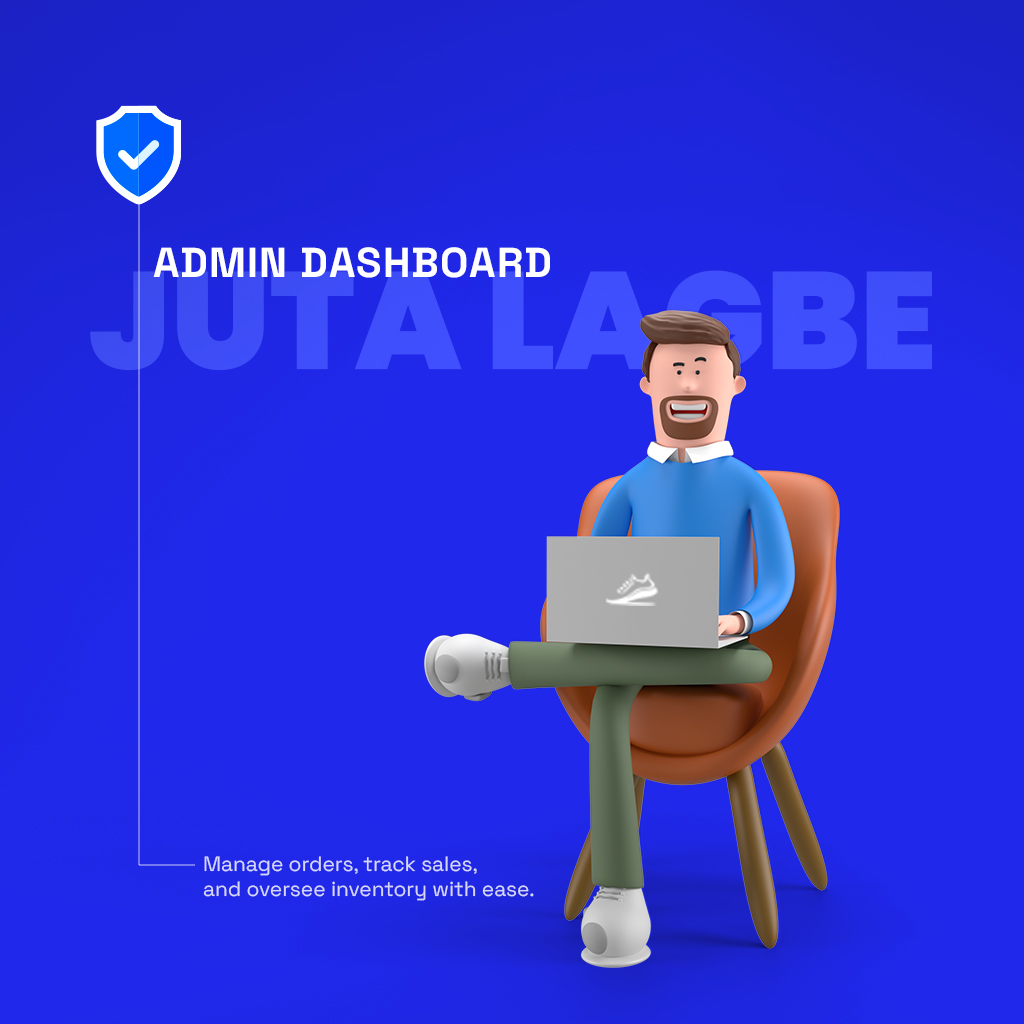 ADMIN DASHBOARD
JUTA LAGBE
Manage orders, track sales,
and oversee inventory with ease.